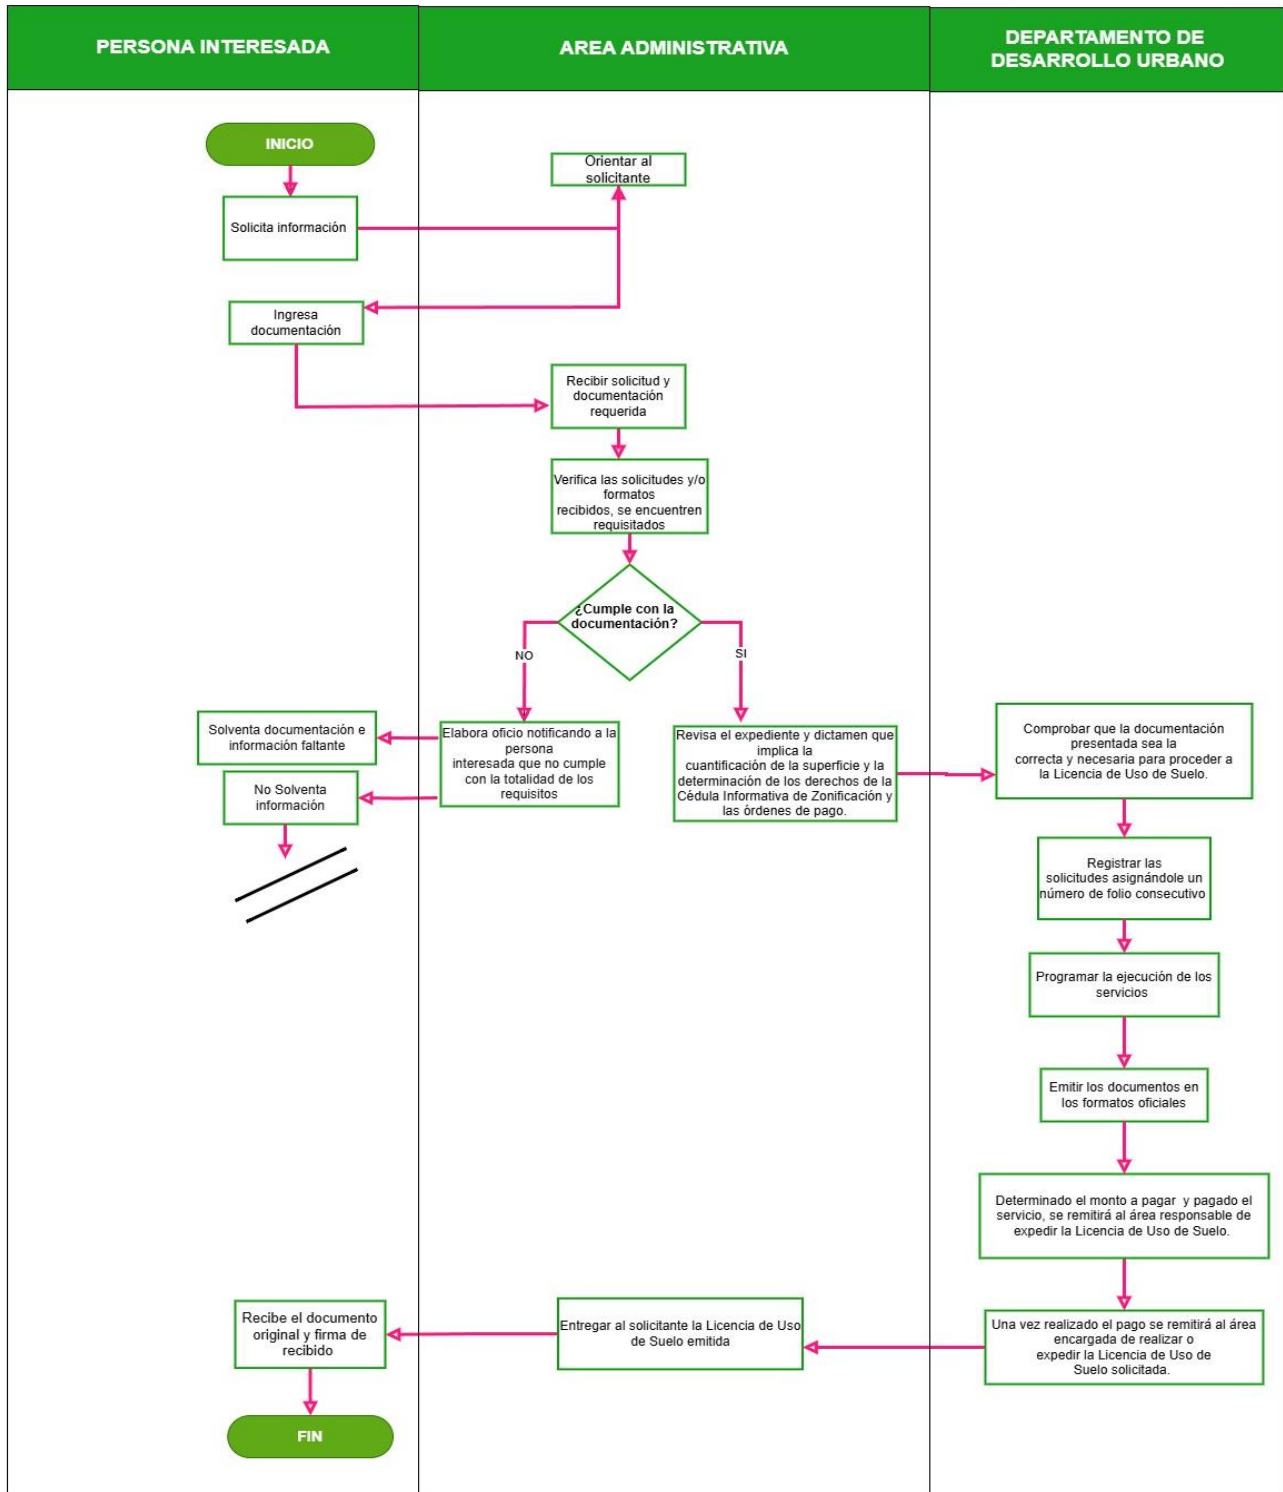 PERSONA INTERESADA
AREA ADMINISTRATIVA
DEPARTAMENTO DE
DESARROLLO URBANO
INICIO
Orientar al
solicitante
Solicita información
Ingresa
documentación
Recibir solicitud y
documentación
requerida
Verifica las solicitudes y/o
formatos
recibidos, se encuentren
requisitados
¿Cumple con la
documentación?
NO
SI
Solventa documentación e
información faltante
No Solventa
información
Elabora oficio notificando a la
persona
interesada que no cumple
con la totalidad de los
requisitos
Revisa el expediente y dictamen que
implica la
cuantificación de la superficie y la
determinación de los derechos de la
Cédula Informativa de Zonificación y
las órdenes de pago.
Comprobar que la documentación
presentada sea la
correcta y necesaria para proceder a
la Licencia de Uso de Suelo.
Registrar las
solicitudes asignándole un
número de folio consecutivo
Programar la ejecución de los
servicios
Emitir los documentos en
los formatos oficiales
Determinado el monto a pagar y pagado el
servicio, se remitirá al área responsable de
expedir la Licencia de Uso de Suelo.
Una vez realizado el pago se remitirá al área
encargada de realizar o
expedir la Licencia de Uso de
Suelo solicitada.
Entregar al solicitante la Licencia de Uso
de Suelo emitida
Recibe el documento
original y firma de
recibido
FIN